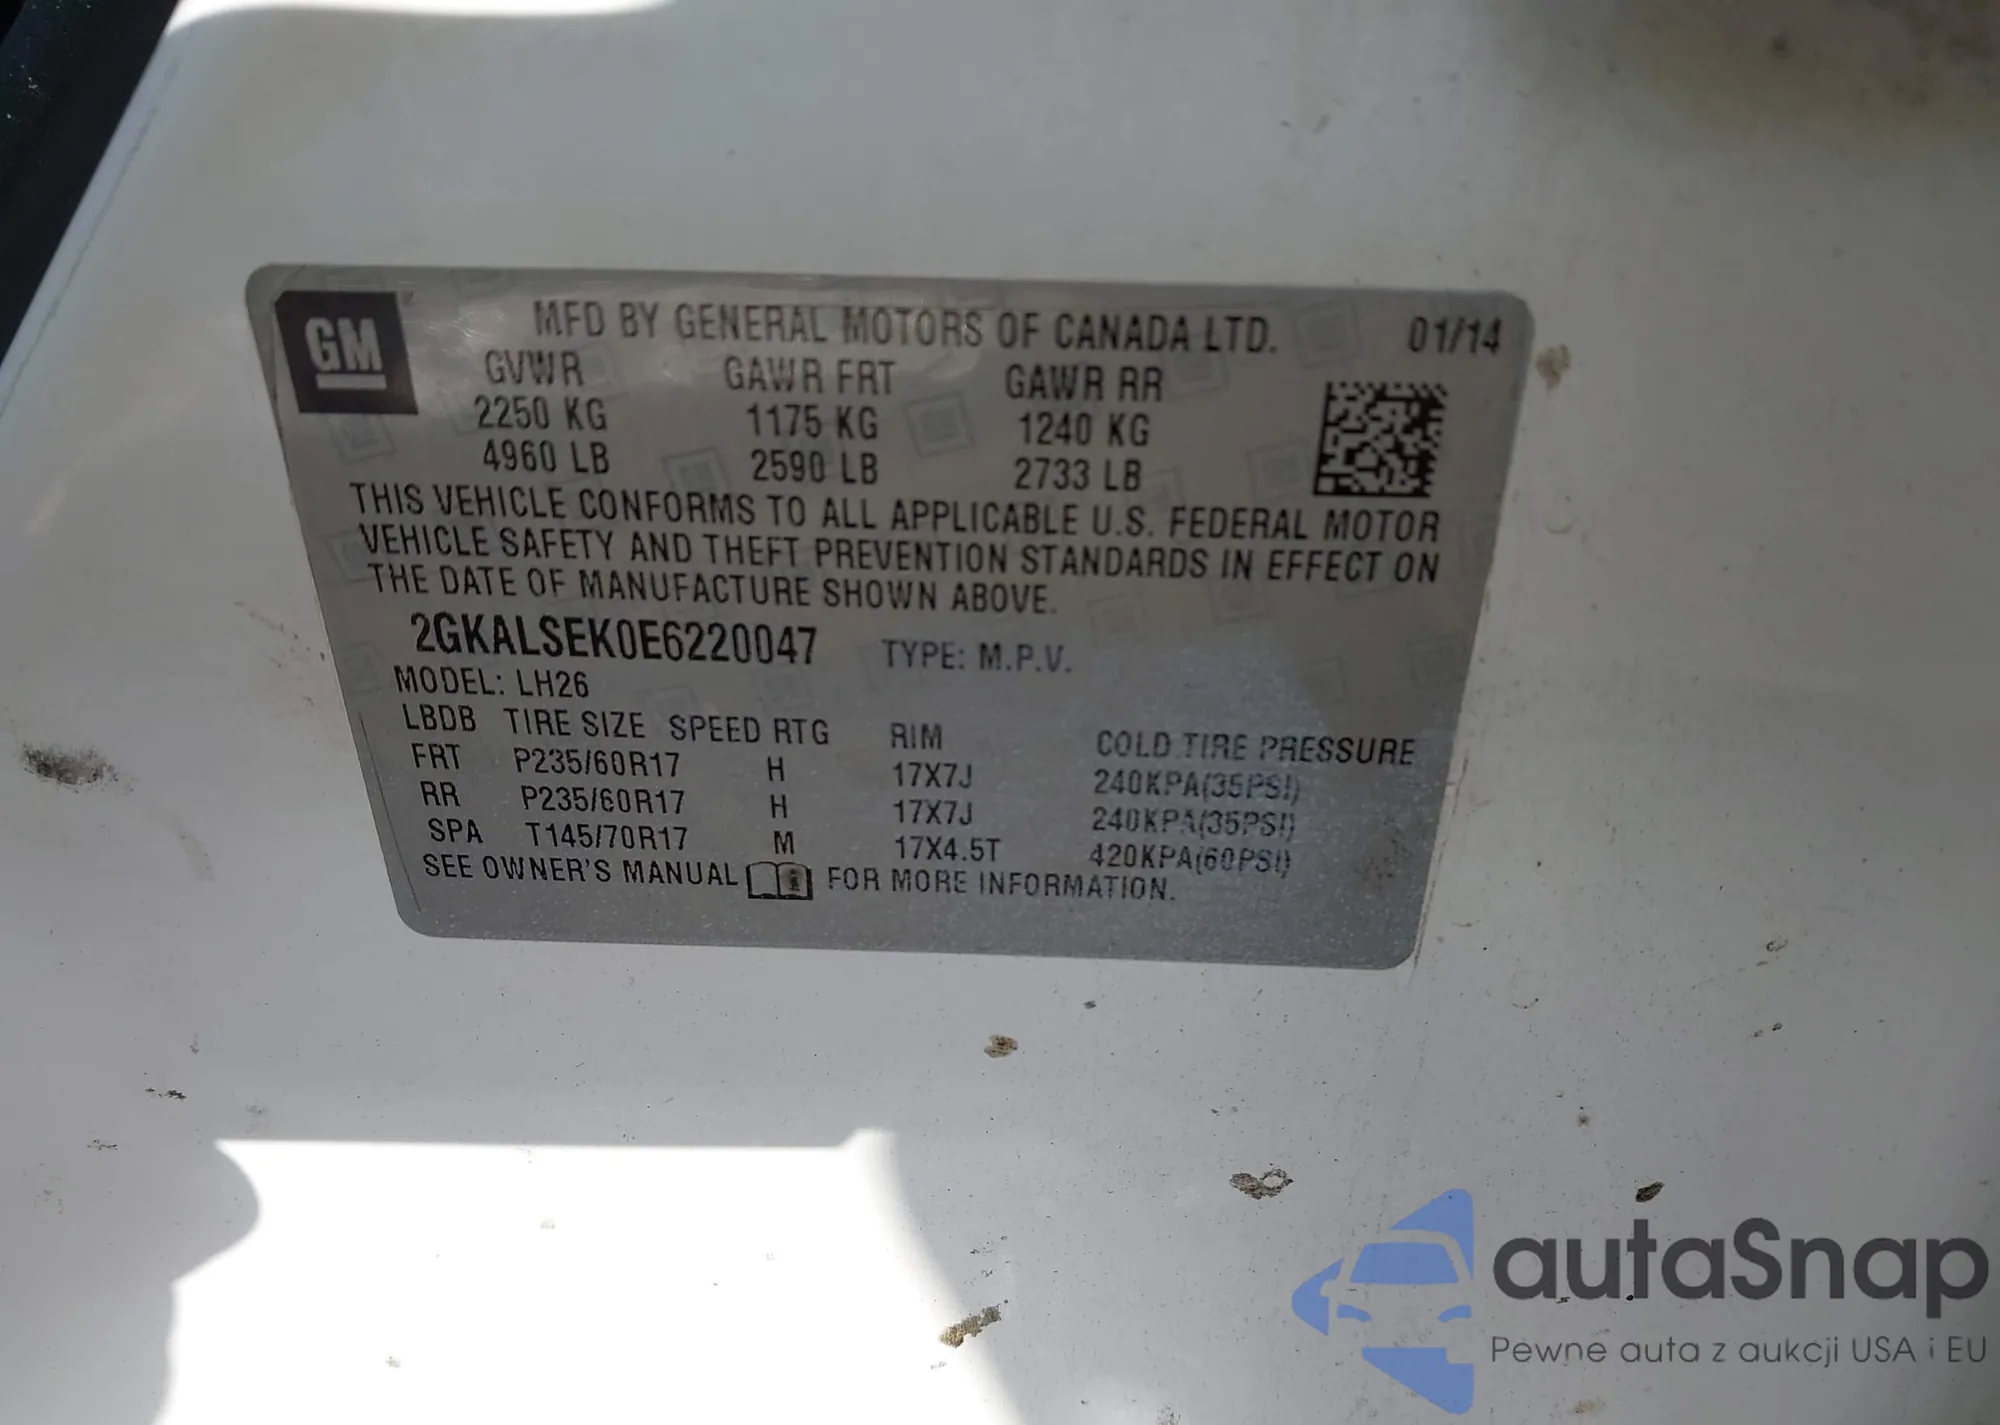 GM
MFD BY GENERAL MOTORS OF CANADA LTD. 01/14
GVWR GAWR FRT GAWR RR
2250 KG 1175 KG 1240 KG
4960 LB 2590 LB 2733 LB
THIS VEHICLE CONFORMS TO ALL APPLICABLE U.S. FEDERAL MOTOR
VEHICLE SAFETY AND THEFT PREVENTION STANDARDS IN EFFECT ON
THE DATE OF MANUFACTURE SHOWN ABOVE.
2GKALSEK0E6220047 TYPE: M.P.V.
MODEL: LH26
LBDB TIRE SIZE SPEED RTG RIM COLD TIRE PRESSURE
FRT P235/60R17 H 17X7J 240KPA(35PSI)
RR P235/60R17 H 17X7J 240KPA(35PSI)
SPA T145/70R17 M 17X4.5T 420KPA(60PSI)
SEE OWNER'S MANUAL i FOR MORE INFORMATION.
autaSnap
Pewne auta z aukcji USA i EU